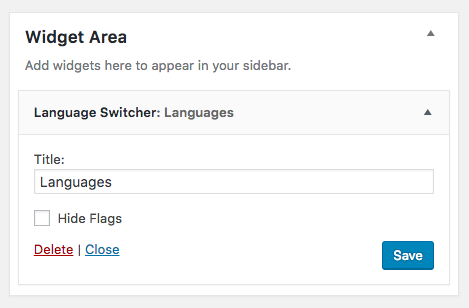 Widget Area
Add widgets here to appear in your sidebar.
Language Switcher: Languages
Title:
Languages
Hide Flags
Delete | Close
Save